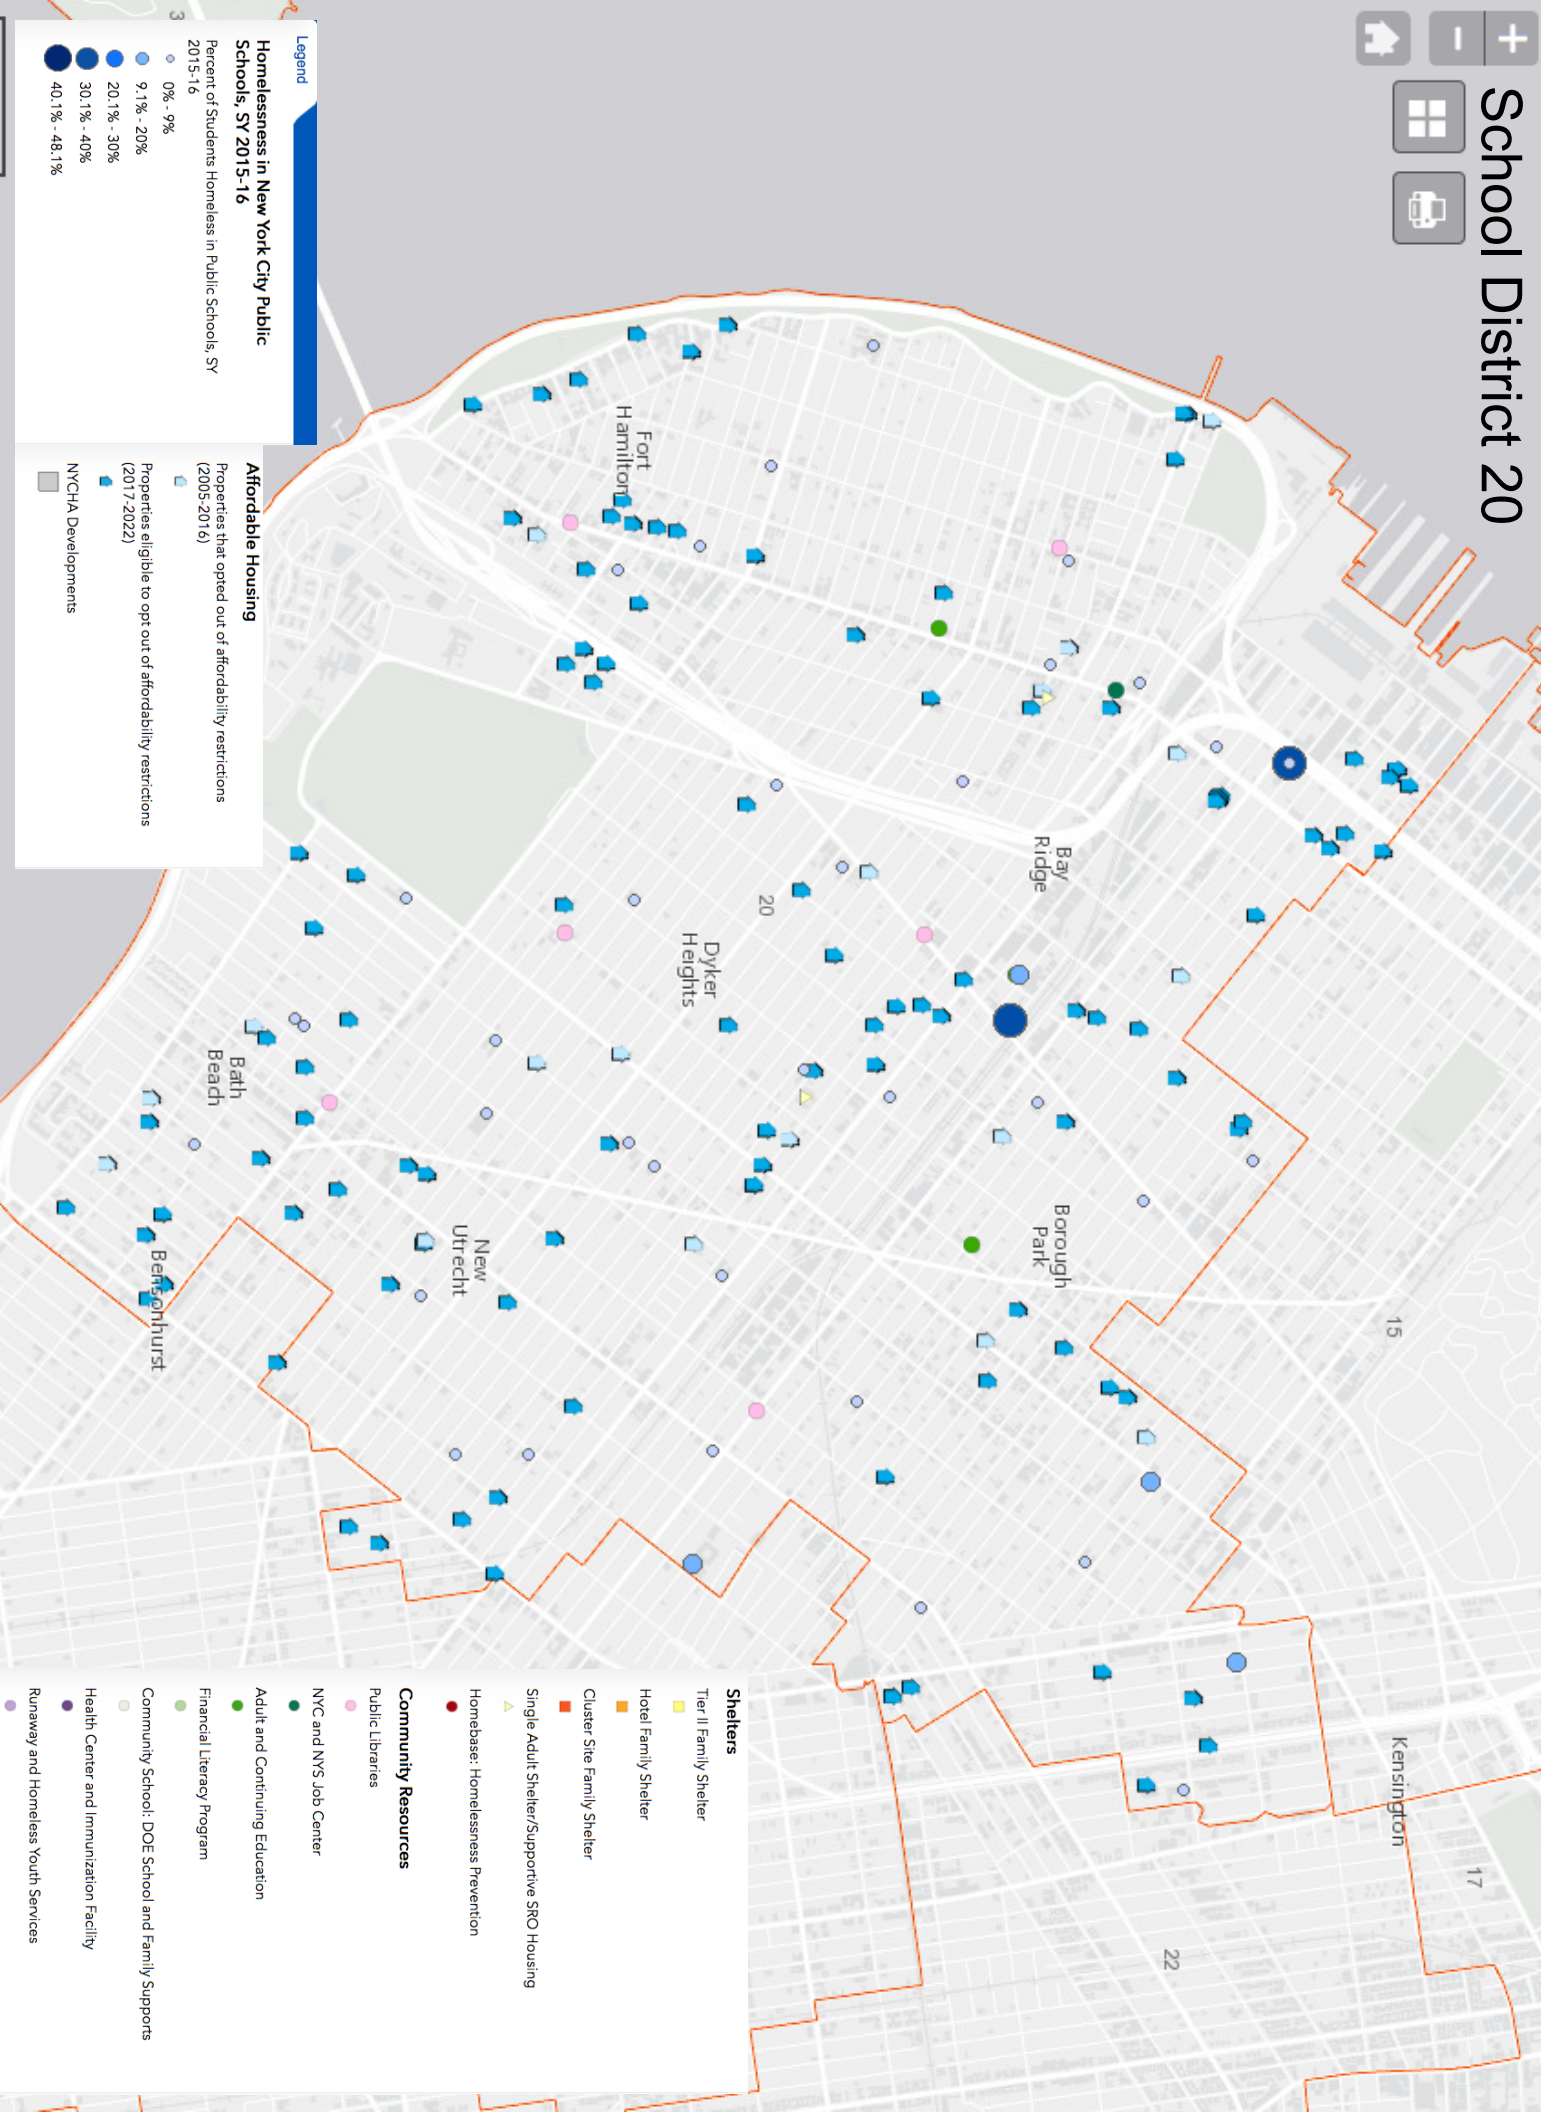 School District 20
+
-
Legend
Homelessness in New York City Public
Schools, SY 2015-16
Percent of Students Homeless in Public Schools, SY
2015-16
0% - 9%
9.1% - 20%
20.1% - 30%
30.1% - 40%
40.1% - 48.1%
Affordable Housing
Properties that opted out of affordability restrictions
(2005-2016)
Properties eligible to opt out of affordability restrictions
(2017-2022)
NYCHA Developments
Shelters
Tier II Family Shelter
Hotel Family Shelter
Cluster Site Family Shelter
Single Adult Shelter/Supportive SRO Housing
Homebase: Homelessness Prevention
Community Resources
Public Libraries
NYC and NYS Job Center
Adult and Continuing Education
Financial Literacy Program
Community School: DOE School and Family Supports
Health Center and Immunization Facility
Runaway and Homeless Youth Services
3
15
Kensington
17
22
Bay
Ridge
Borough
Park
20
Dyker
Heights
Fort
Hamilton
New
Utrecht
Bath
Beach
Bensonhurst